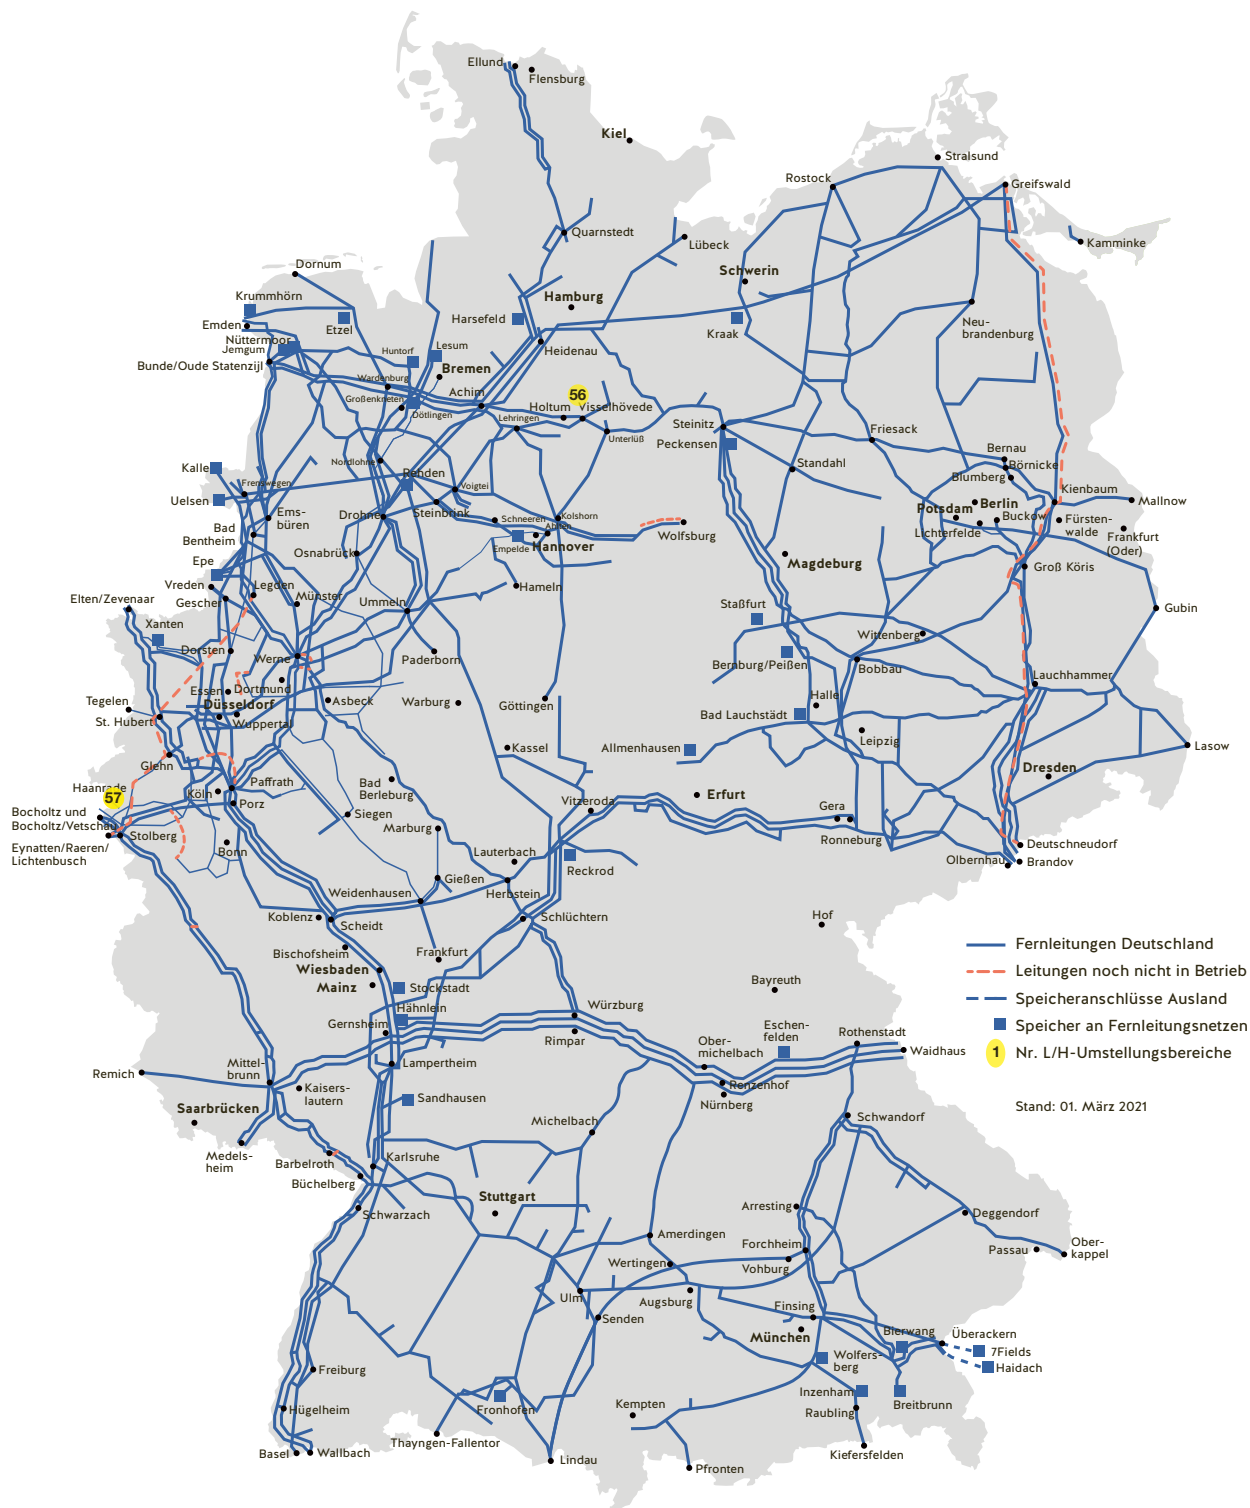 Ellund
Flensburg
Kiel
Stralsund
Rostock
Greifswald
Quarnstedt
Lübeck
Kamminke
Dornum
Schwerin
Krummhörn
Hamburg
Emden
Etzel
Harsefeld
Kraak
Neu-
brandenburg
Nüttermoor
Jemgum
Huntorf
Lesum
Heidenau
Bunde/Oude Statenzijl
Bremen
Wardenburg
Achim
56
Großenkneten
Dötlingen
Lehringen
Holtum
Visselhövede
Unterlüß
Steinitz
Peckensen
Friesack
Bernau
Börnicke
Blumberg
Kalle
Nordlohne
Rehden
Standahl
Kienbaum
Uelsen
Frenswegen
Voigtei
Mallnow
Ems-
büren
Drohne
Steinbrink
Schneeren
Kolshorn
Ahlten
Potsdam
Berlin
Buckow
Lichterfelde
Fürsten-
walde
Frankfurt
(Oder)
Bad
Bentheim
Osnabrück
Empelde
Hannover
Wolfsburg
Magdeburg
Groß Köris
Epe
Vreden
Gescher
Legden
Münster
Ummeln
Hameln
Gubin
Elten/Zevenaar
Xanten
Staßfurt
Dorsten
Werne
Paderborn
Wittenberg
Bernburg/Peißen
Bobbau
Essen
Dortmund
Lauchhammer
Tegelen
St. Hubert
Düsseldorf
Wuppertal
Asbeck
Warburg
Göttingen
Halle
Bad Lauchstädt
Glehn
Kassel
Allmenhausen
Leipzig
Lasow
Haanrade
57
Köln
Paffrath
Porz
Bad
Berleburg
Vitzeroda
Erfurt
Dresden
Bocholtz und
Bocholtz/Vetschau
Stolberg
Siegen
Marburg
Gera
Ronneburg
Eynatten/Raeren/
Lichtenbusch
Bonn
Lauterbach
Reckrod
Deutschneudorf
Olbernhau
Brandov
Weidenhausen
Gießen
Herbstein
Koblenz
Scheidt
Schlüchtern
Hof
Bischofsheim
Frankfurt
Wiesbaden
Mainz
Stockstadt
Bayreuth
Hähnlein
Gernsheim
Würzburg
Rimpar
Eschen-
felden
Rothenstadt
Ober-
michelbach
Waidhaus
Remich
Mittel-
brunn
Lampertheim
Kaisers-
lautern
Sandhausen
Renzenhof
Nürnberg
Saarbrücken
Michelbach
Schwandorf
Medels-
heim
Barbelroth
Karlsruhe
Büchelberg
Stuttgart
Schwarzach
Arresting
Deggendorf
Amerdingen
Forchheim
Passau
Ober-
kappel
Wertingen
Vohburg
Ulm
Augsburg
Finsing
Senden
München
Bierwang
Überackern
7Fields
Haidach
Wolfers-
berg
Freiburg
Inzenham
Raubling
Breitbrunn
Fronhofen
Kempten
Hügelheim
Basel
Wallbach
Thayngen-Fallentor
Lindau
Pfronten
Kiefersfelden
Fernleitungen Deutschland
Leitungen noch nicht in Betrieb
Speicheranschlüsse Ausland
Speicher an Fernleitungsnetzen
1 Nr. L/H-Umstellungsbereiche
Stand: 01. März 2021